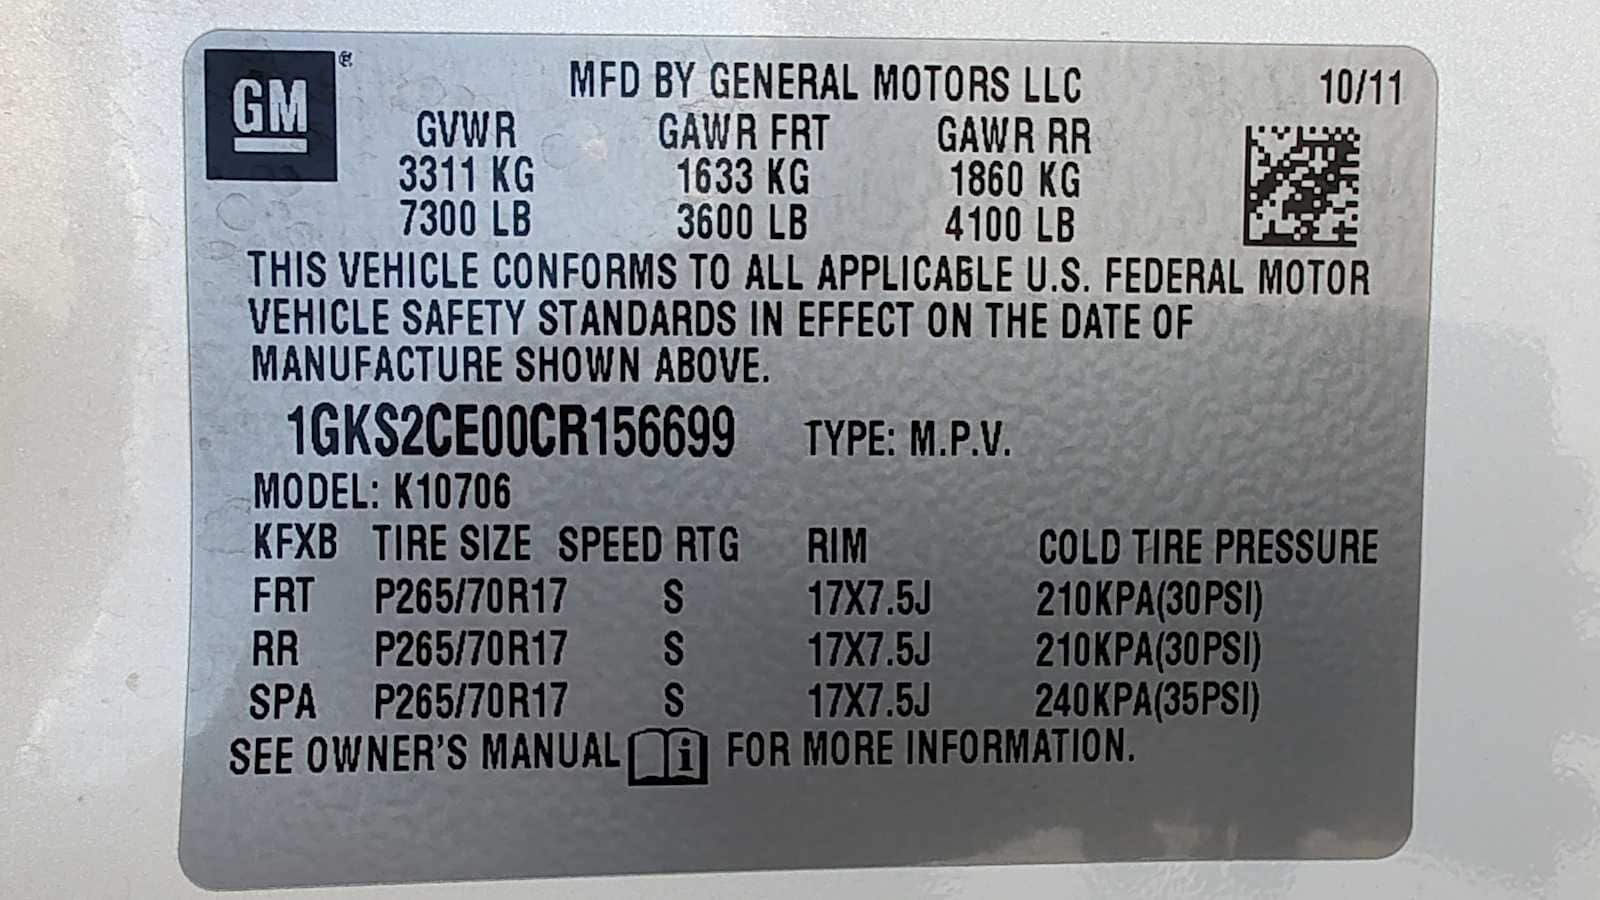 GM
MFD BY GENERAL MOTORS LLC 10/11
GVWR GAWR FRT GAWR RR
3311 KG 1633 KG 1860 KG
7300 LB 3600 LB 4100 LB
THIS VEHICLE CONFORMS TO ALL APPLICABLE U.S. FEDERAL MOTOR
VEHICLE SAFETY STANDARDS IN EFFECT ON THE DATE OF
MANUFACTURE SHOWN ABOVE.
1GKS2CE00CR156699 TYPE: M.P.V.
MODEL: K10706
KFXB TIRE SIZE SPEED RTG RIM COLD TIRE PRESSURE
FRT P265/70R17 S 17X7.5J 210KPA(30PSI)
RR P265/70R17 S 17X7.5J 210KPA(30PSI)
SPA P265/70R17 S 17X7.5J 240KPA(35PSI)
SEE OWNER'S MANUAL i FOR MORE INFORMATION.